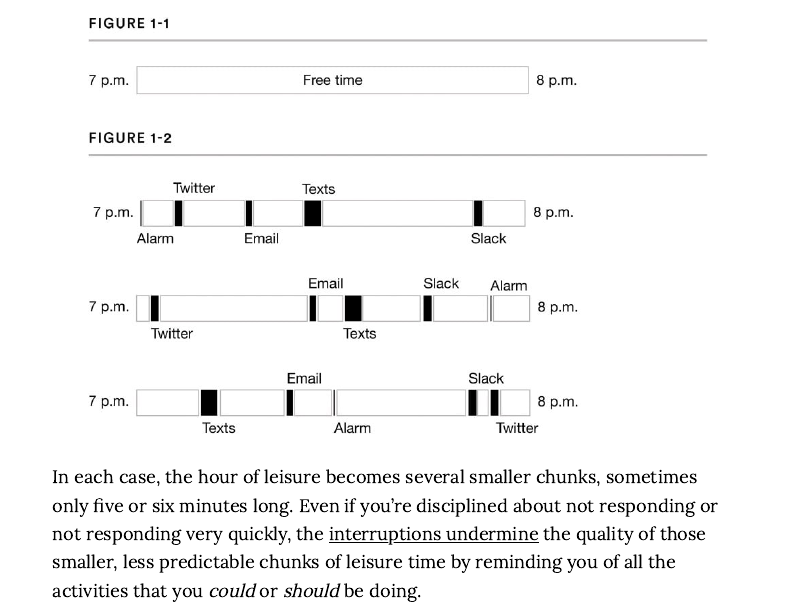 FIGURE 1-1
7 p.m. Free time 8 p.m.
FIGURE 1-2
Twitter Texts
7 p.m. 8 p.m.
Alarm Email Slack
Email Slack Alarm
7 p.m. 8 p.m.
Twitter Texts
Email Slack
7 p.m. 8 p.m.
Texts Alarm Twitter
In each case, the hour of leisure becomes several smaller chunks, sometimes
only five or six minutes long. Even if you’re disciplined about not responding or
not responding very quickly, the interruptions undermine the quality of those
smaller, less predictable chunks of leisure time by reminding you of all the
activities that you could or should be doing.